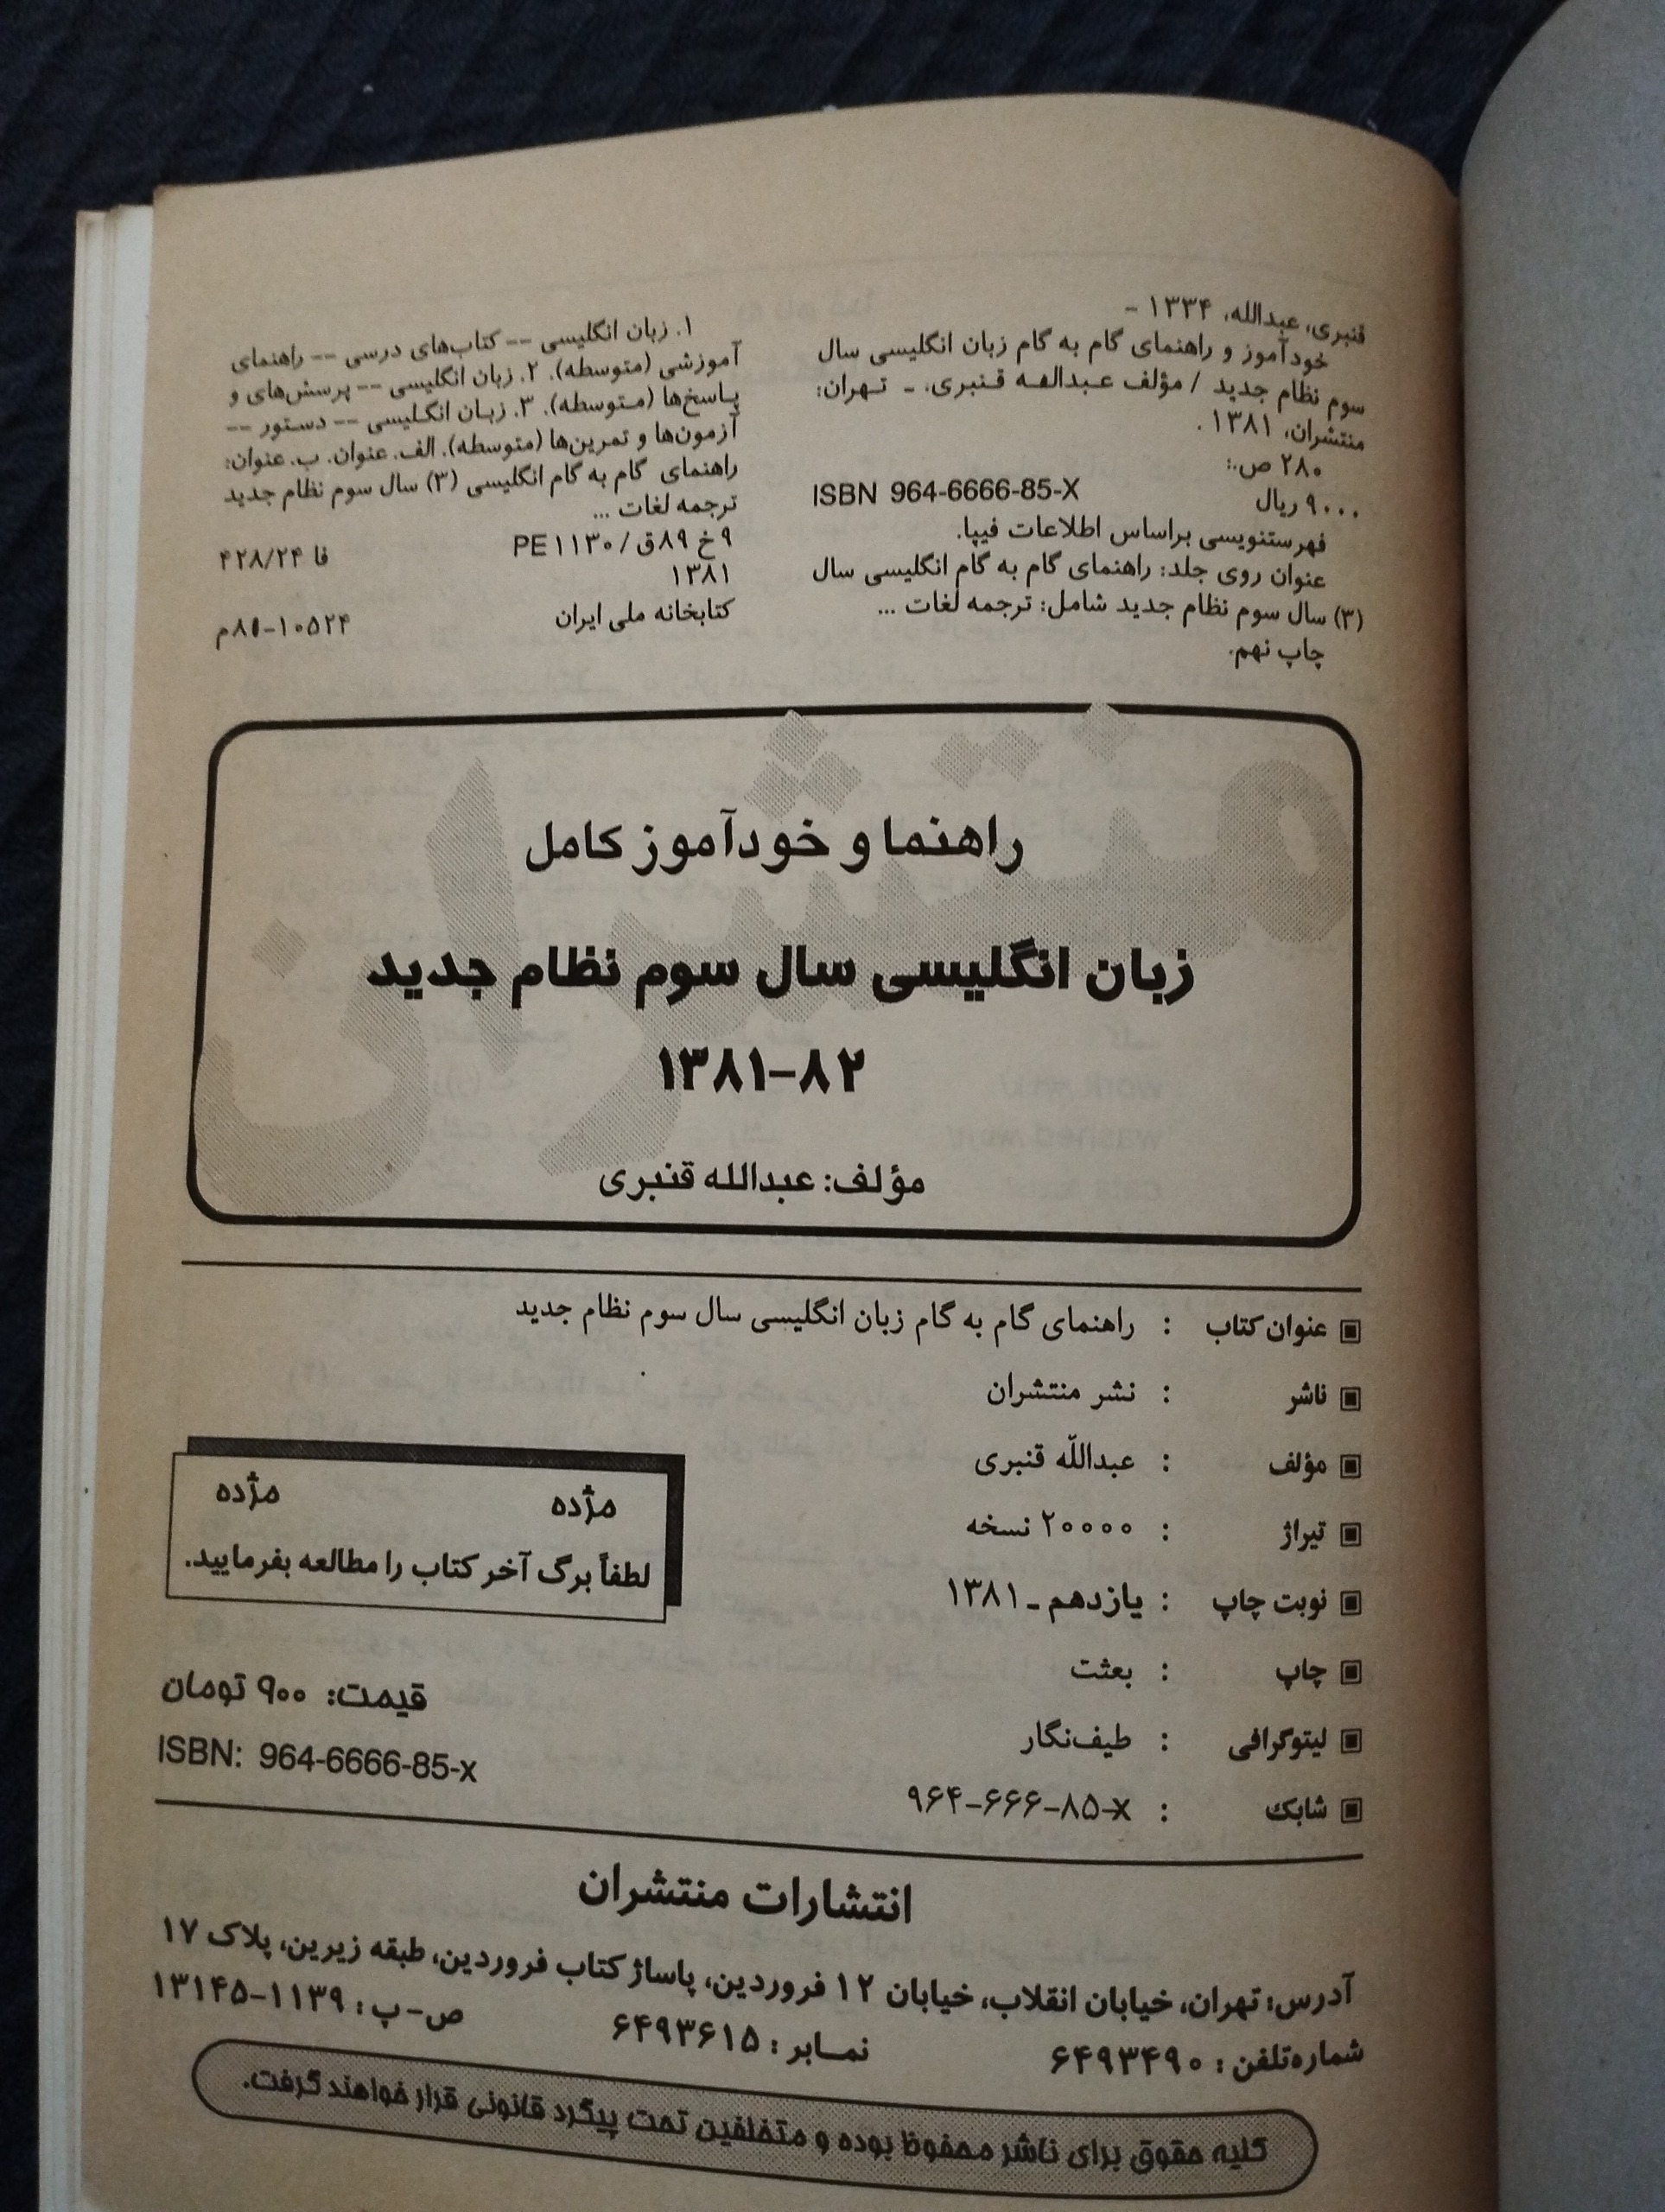 قنبری، عبدالله، ۱۳۳۴ -
خودآموز و راهنمای گام به گام زبان انگلیسی سال
سوم نظام جدید / مؤلف عبدالله قنبری. - تهران:
منتشران، ۱۳۸۱.
۲۸۰ ص.:
۹۰۰۰ ریال ISBN 964-6666-85-X
فهرستنویسی براساس اطلاعات فیپا.
عنوان روی جلد: راهنمای گام به گام انگلیسی سال
(۳) سال سوم نظام جدید شامل: ترجمه لغات ...
چاپ نهم.
۱. زبان انگلیسی -- کتاب‌های درسی -- راهنمای
آموزشی (متوسطه). ۲. زبان انگلیسی -- پرسش‌های و
پاسخ‌ها (متوسطه). ۳. زبان انگلیسی -- دستور --
آزمونها و تمرین‌ها (متوسطه). الف. عنوان. ب. عنوان:
راهنمای گام به گام انگلیسی (۳) سال سوم نظام جدید
ترجمه لغات ...
۹خ ۸۹ق / PE۱۱۳۰ فا ۴۲۸/۲۴
۱۳۸۱
کتابخانه ملی ایران ۸۱-۱۰۵۲۴م
منتشران
راهنما و خودآموز کامل
زبان انگلیسی سال سوم نظام جدید
۱۳۸۱-۸۲
مؤلف: عبدالله قنبری
عنوان کتاب : راهنمای گام به گام زبان انگلیسی سال سوم نظام جدید
ناشر : نشر منتشران
مؤلف : عبداللّه قنبری
تیراژ : ۲۰۰۰۰ نسخه
نوبت چاپ : یازدهم ـ ۱۳۸۱
چاپ : بعثت
لیتوگرافی : طیف‌نگار
شابک : ۹۶۴-۶۶۶-۸۵-x
مژده مژده
لطفاً برگ آخر کتاب را مطالعه بفرمایید.
قیمت: ۹۰۰ تومان
ISBN: 964-6666-85-x
انتشارات منتشران
آدرس: تهران، خیابان انقلاب، خیابان ۱۲ فروردین، پاساژ کتاب فروردین، طبقه زیرین، پلاک ۱۷
شماره‌تلفن : ۶۴۹۳۴۹۰ نمابر : ۶۴۹۳۶۱۵ ص-پ : ۱۱۳۹-۱۳۱۴۵
کلیه حقوق برای ناشر محفوظ بوده و متخلفین تحت پیگرد قانونی قرار خواهند گرفت.